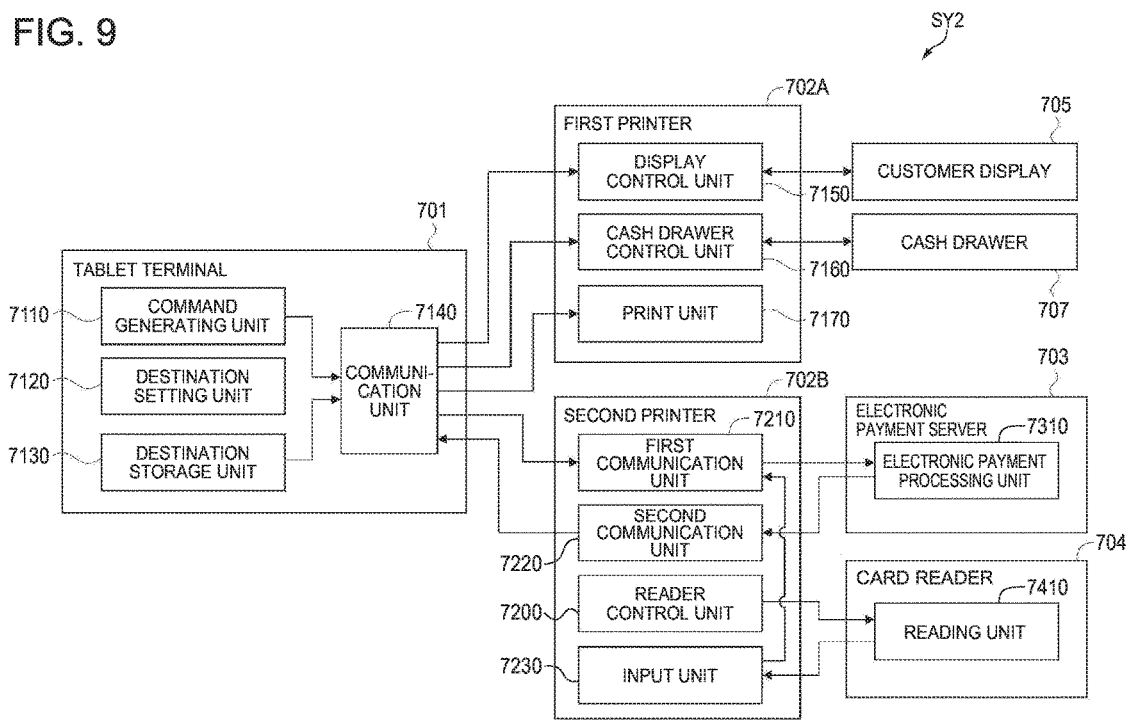 FIG. 9
SY2
702A
FIRST PRINTER
DISPLAY
CONTROL UNIT
7150
705
CUSTOMER DISPLAY
CASH DRAWER
CONTROL UNIT
7160
CASH DRAWER
707
PRINT UNIT
7170
701
TABLET TERMINAL
7110
COMMAND
GENERATING UNIT
7120
DESTINATION
SETTING UNIT
7130
DESTINATION
STORAGE UNIT
7140
COMMUNI-
CATION
UNIT
702B
SECOND PRINTER
7210
FIRST
COMMUNICATION
UNIT
SECOND
COMMUNICATION
UNIT
7220
READER
CONTROL UNIT
7200
INPUT UNIT
7230
703
ELECTRONIC
PAYMENT SERVER
7310
ELECTRONIC PAYMENT
PROCESSING UNIT
704
CARD READER
7410
READING UNIT